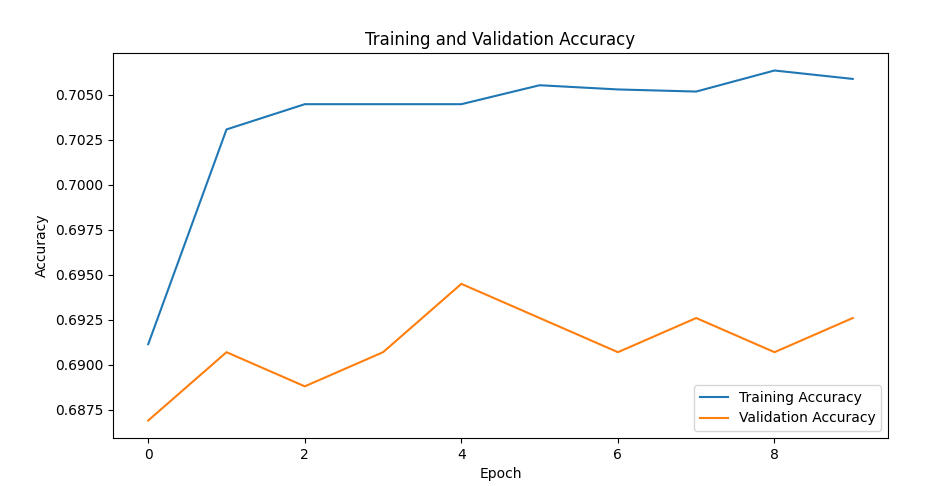 Training and Validation Accuracy
Accuracy
0.7050
0.7025
0.7000
0.6975
0.6950
0.6925
0.6900
0.6875
Training Accuracy
Validation Accuracy
0 2 4 6 8
Epoch